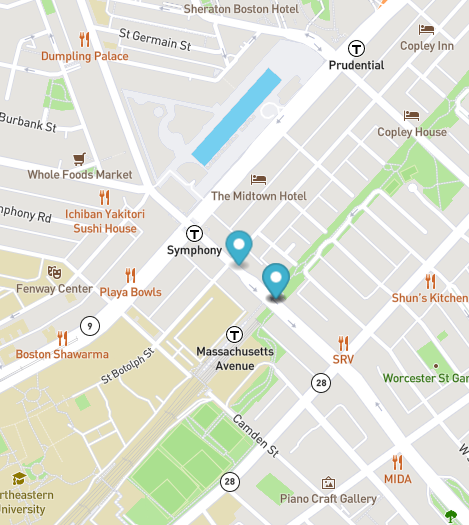 Sheraton Boston Hotel
St Germain St
Copley Inn
Dumpling Palace
T
Prudential
Burbank St
Copley House
Whole Foods Market
The Midtown Hotel
Ichiban Yakitori
Sushi House
mphony Rd
T
Symphony
Fenway Center
Playa Bowls
Shun's Kitchen
9
Boston Shawarma
T
Massachusetts
Avenue
SRV
St Botolph St
Worcester St Gar
28
Camden St
W S
MIDA
rtheastern
University
28
Piano Craft Gallery